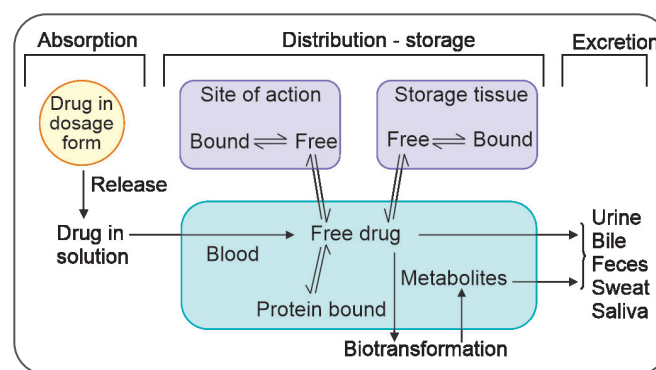 Absorption
Distribution - storage
Excretion
Drug in
dosage
form
Site of action
Bound ⇌ Free
Storage tissue
Free ⇌ Bound
Release
Drug in
solution
Blood
Free drug
Protein bound
Metabolites
Biotransformation
Urine
Bile
Feces
Sweat
Saliva